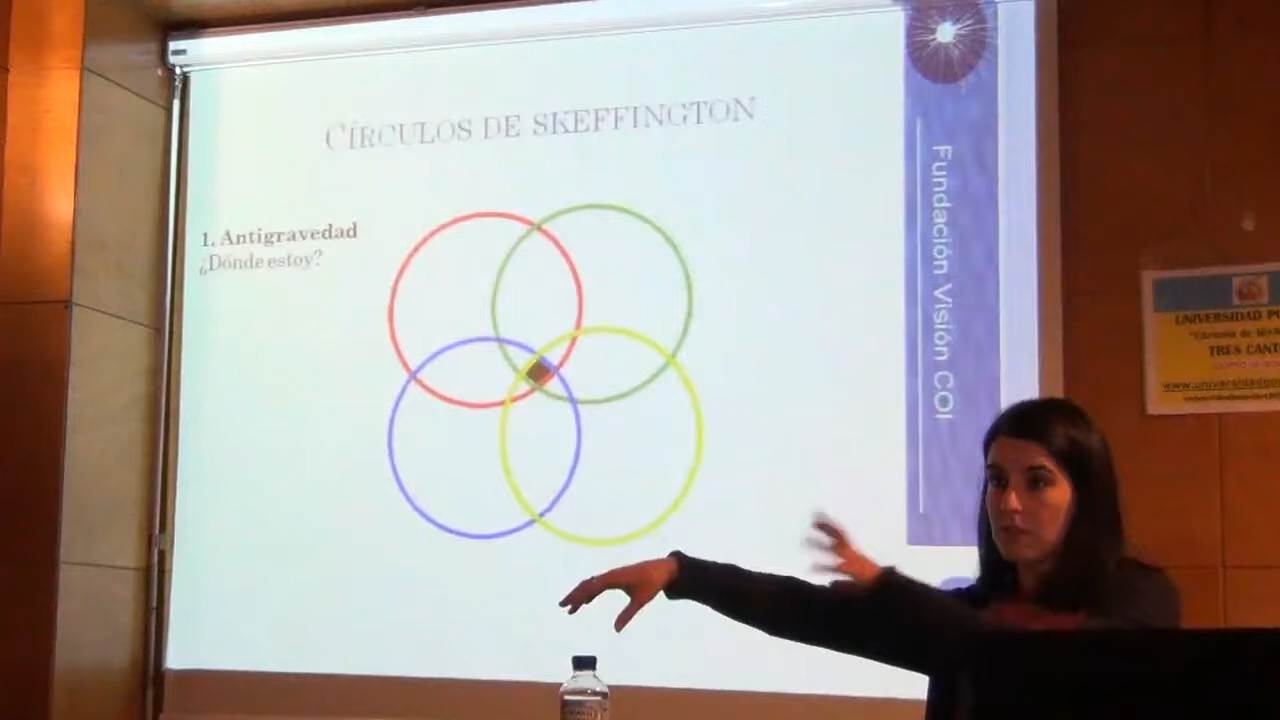 CÍRCULOS DE SKEFFINGTON
1. Antigravedad
¿Dónde estoy?
Fundación Visión COI
UNIVERSIDAD PO
TRES CANT